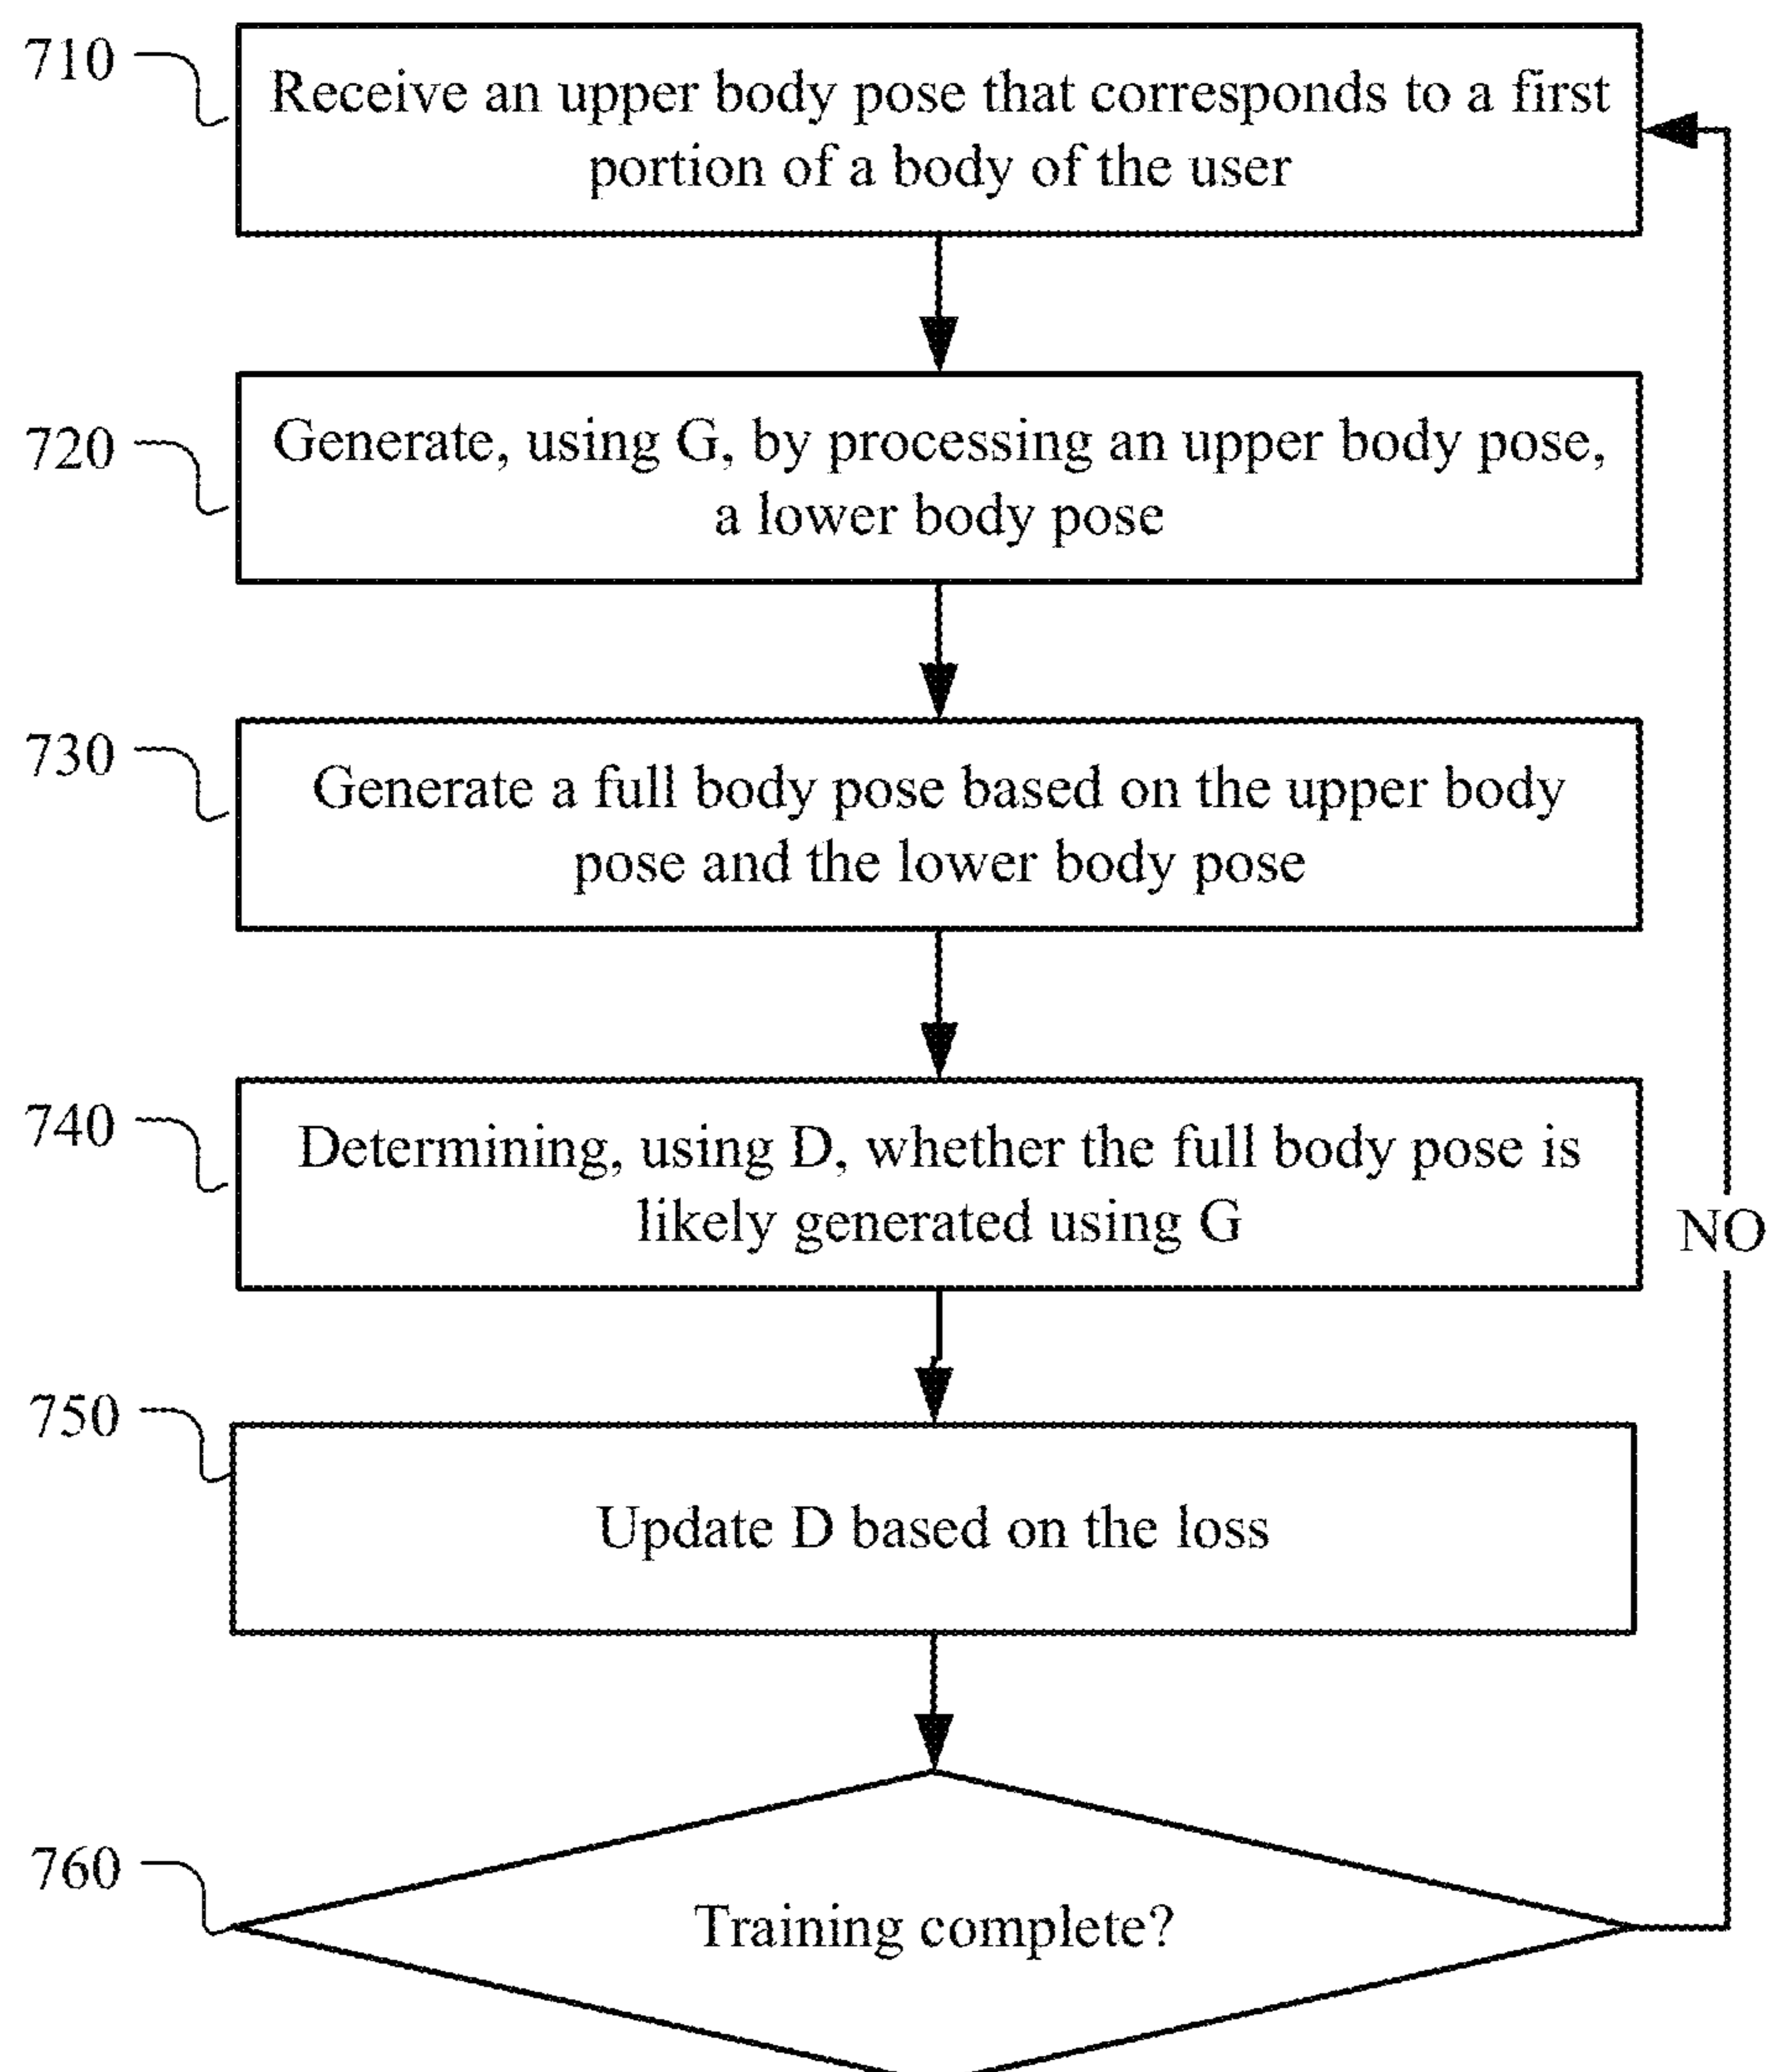 710
Receive an upper body pose that corresponds to a first
portion of a body of the user
720
Generate, using G, by processing an upper body pose,
a lower body pose
730
Generate a full body pose based on the upper body
pose and the lower body pose
740
Determining, using D, whether the full body pose is
likely generated using G
NO
750
Update D based on the loss
760
Training complete?